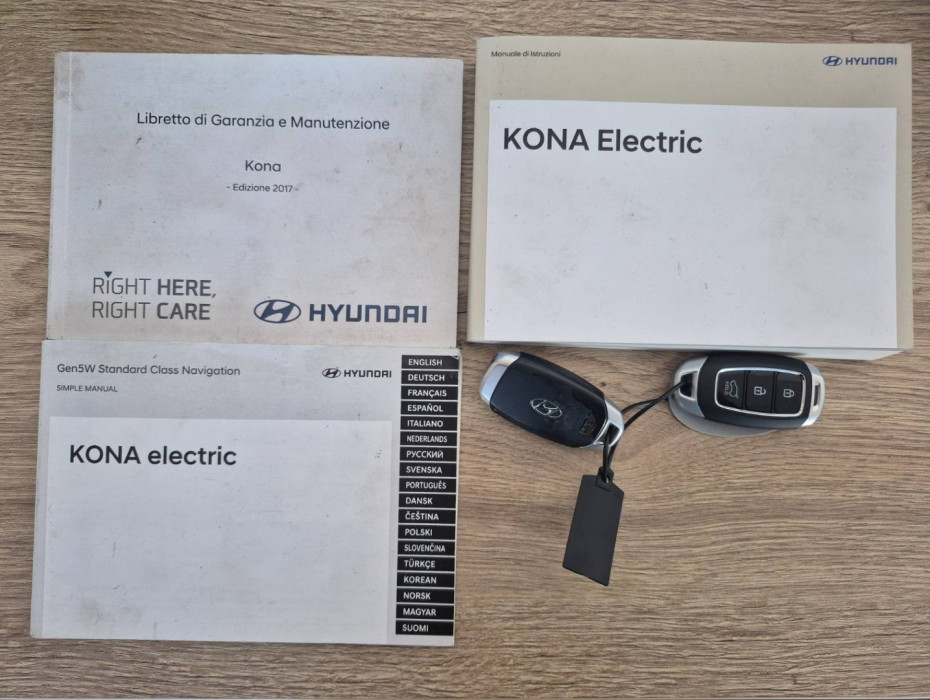 Libretto di Garanzia e Manutenzione
Kona
- Edizione 2017 -
RIGHT HERE,
RIGHT CARE
HYUNDAI
Manuale di Istruzioni
HYUNDAI
KONA Electric
Gen5W Standard Class Navigation
SIMPLE MANUAL
HYUNDAI
KONA electric
ENGLISH
DEUTSCH
FRANÇAIS
ESPAÑOL
ITALIANO
NEDERLANDS
РУССКИЙ
SVENSKA
PORTUGUÊS
DANSK
ČEŠTINA
POLSKI
SLOVENČINA
TÜRKÇE
KOREAN
NORSK
MAGYAR
SUOMI